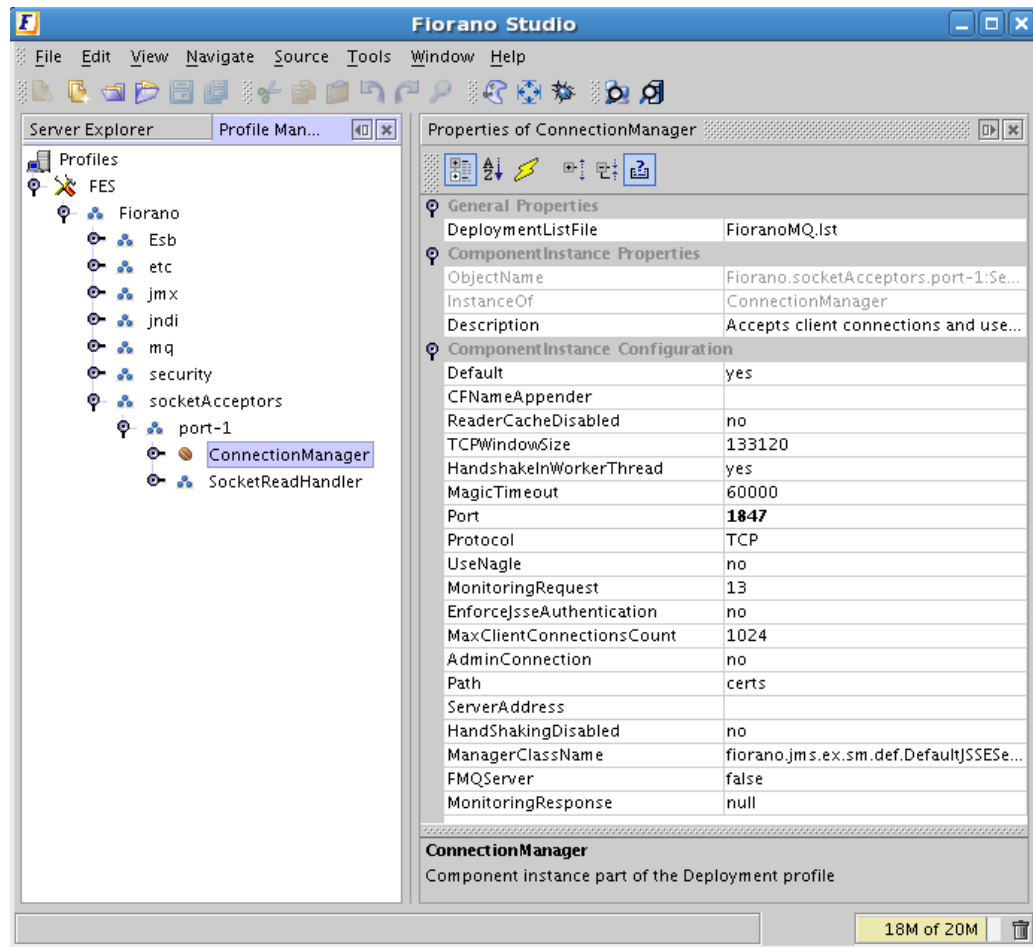 Fiorano Studio
File Edit View Navigate Source Tools Window Help
Server Explorer
Profile Man...
Profiles
FES
Fiorano
Esb
etc
jmx
jndi
mq
security
socketAcceptors
port-1
ConnectionManager
SocketReadHandler
Properties of ConnectionManager
General Properties
DeploymentListFile FioranoMQ.lst
ComponentInstance Properties
ObjectName Fiorano.socketAcceptors.port-1:Se...
InstanceOf ConnectionManager
Description Accepts client connections and use...
ComponentInstance Configuration
Default yes
CFNameAppender
ReaderCacheDisabled no
TCPWindowSize 133120
HandshakeInWorkerThread yes
MagicTimeout 60000
Port 1847
Protocol TCP
UseNagle no
MonitoringRequest 13
EnforceJsseAuthentication no
MaxClientConnectionsCount 1024
AdminConnection no
Path certs
ServerAddress
HandShakingDisabled no
ManagerClassName fiorano.jms.ex.sm.def.DefaultJSSESe...
FMQServer false
MonitoringResponse null
ConnectionManager
Component instance part of the Deployment profile
18M of 20M